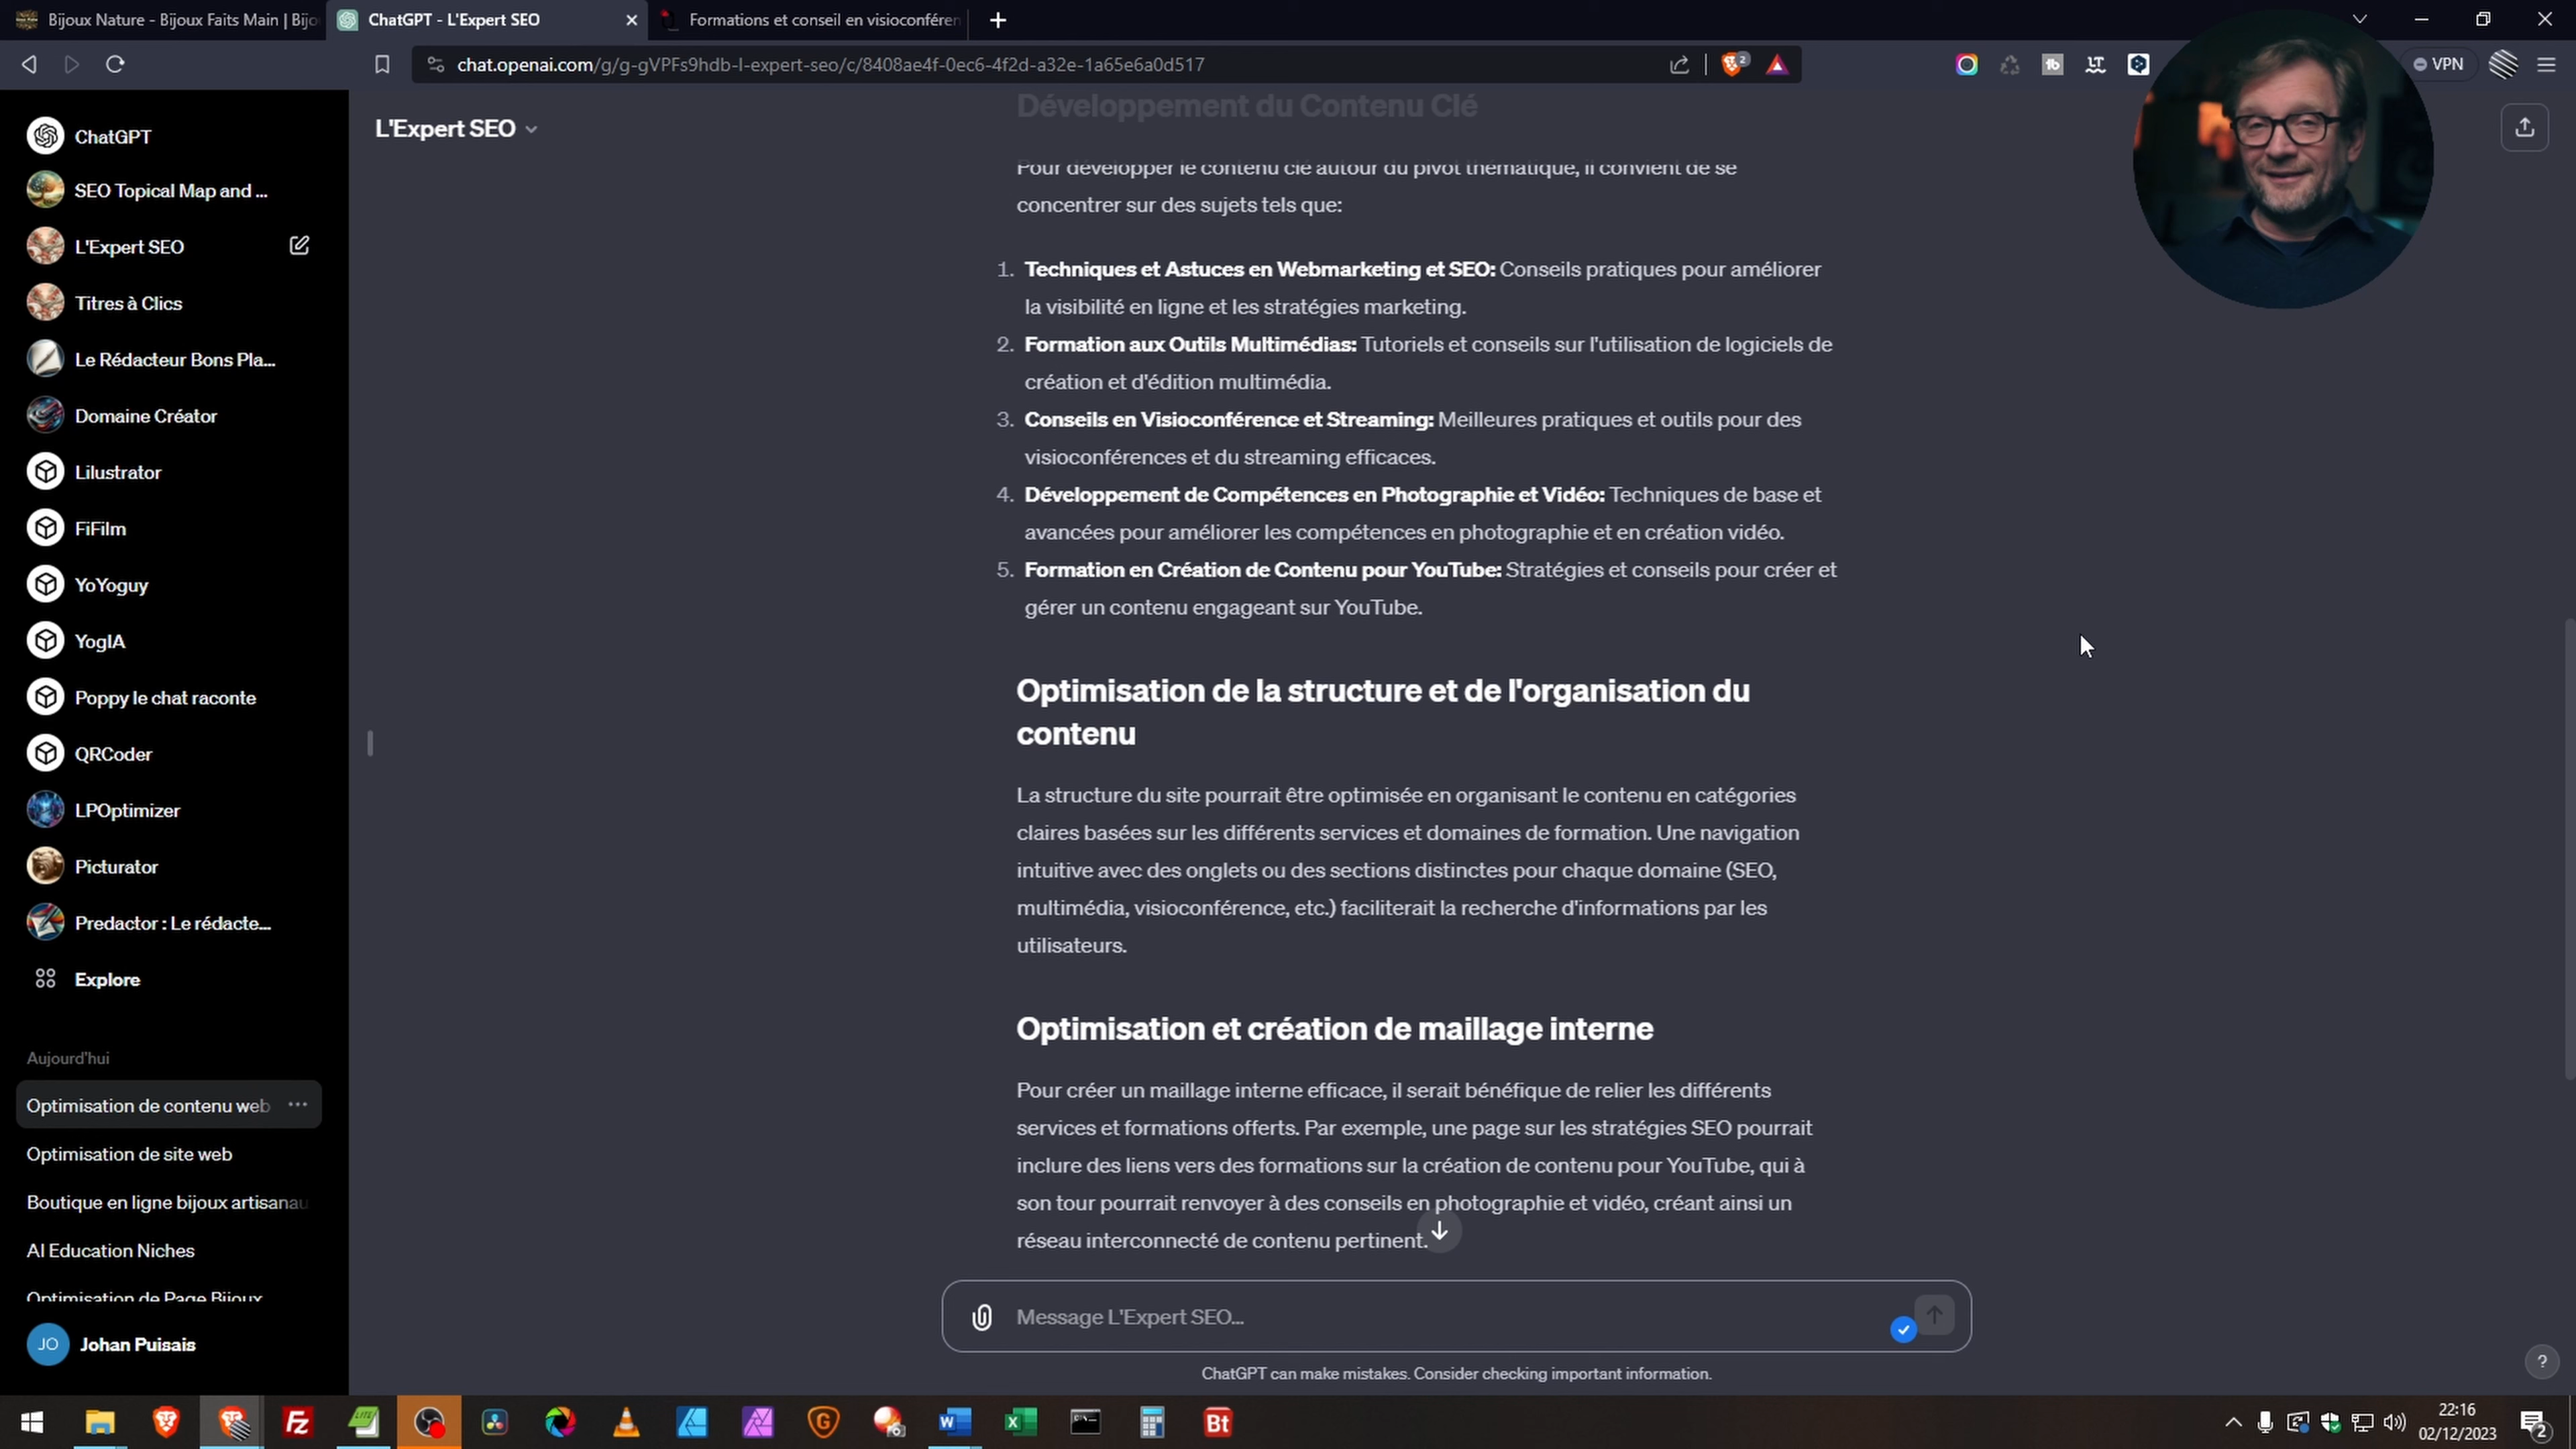 Bijoux Nature - Bijoux Faits Main | Bijo
ChatGPT - L'Expert SEO
Formations et conseil en visioconféren
chat.openai.com/g/g-gVPFs9hdb-l-expert-seo/c/8408ae4f-0ec6-4f2d-a32e-1a65e6a0d517
2
VPN
ChatGPT
SEO Topical Map and ...
L'Expert SEO
Titres à Clics
Le Rédacteur Bons Pla...
Domaine Créator
Lilustrator
FiFilm
YoYoguy
YogIA
Poppy le chat raconte
QRCoder
LPOptimizer
Picturator
Predactor : Le rédacte...
Explore
Aujourd'hui
Optimisation de contenu web
Optimisation de site web
Boutique en ligne bijoux artisanau
AI Education Niches
Optimisation de Page Bijoux
JO
Johan Puisais
L'Expert SEO
Développement du Contenu Clé
Pour développer le contenu clé autour du pivot thématique, il convient de se
concentrer sur des sujets tels que:
1. Techniques et Astuces en Webmarketing et SEO: Conseils pratiques pour améliorer
la visibilité en ligne et les stratégies marketing.
2. Formation aux Outils Multimédias: Tutoriels et conseils sur l'utilisation de logiciels de
création et d'édition multimédia.
3. Conseils en Visioconférence et Streaming: Meilleures pratiques et outils pour des
visioconférences et du streaming efficaces.
4. Développement de Compétences en Photographie et Vidéo: Techniques de base et
avancées pour améliorer les compétences en photographie et en création vidéo.
5. Formation en Création de Contenu pour YouTube: Stratégies et conseils pour créer et
gérer un contenu engageant sur YouTube.
Optimisation de la structure et de l'organisation du
contenu
La structure du site pourrait être optimisée en organisant le contenu en catégories
claires basées sur les différents services et domaines de formation. Une navigation
intuitive avec des onglets ou des sections distinctes pour chaque domaine (SEO,
multimédia, visioconférence, etc.) faciliterait la recherche d'informations par les
utilisateurs.
Optimisation et création de maillage interne
Pour créer un maillage interne efficace, il serait bénéfique de relier les différents
services et formations offerts. Par exemple, une page sur les stratégies SEO pourrait
inclure des liens vers des formations sur la création de contenu pour YouTube, qui à
son tour pourrait renvoyer à des conseils en photographie et vidéo, créant ainsi un
réseau interconnecté de contenu pertinent.
Message L'Expert SEO...
ChatGPT can make mistakes. Consider checking important information.
?
22:16
02/12/2023
2